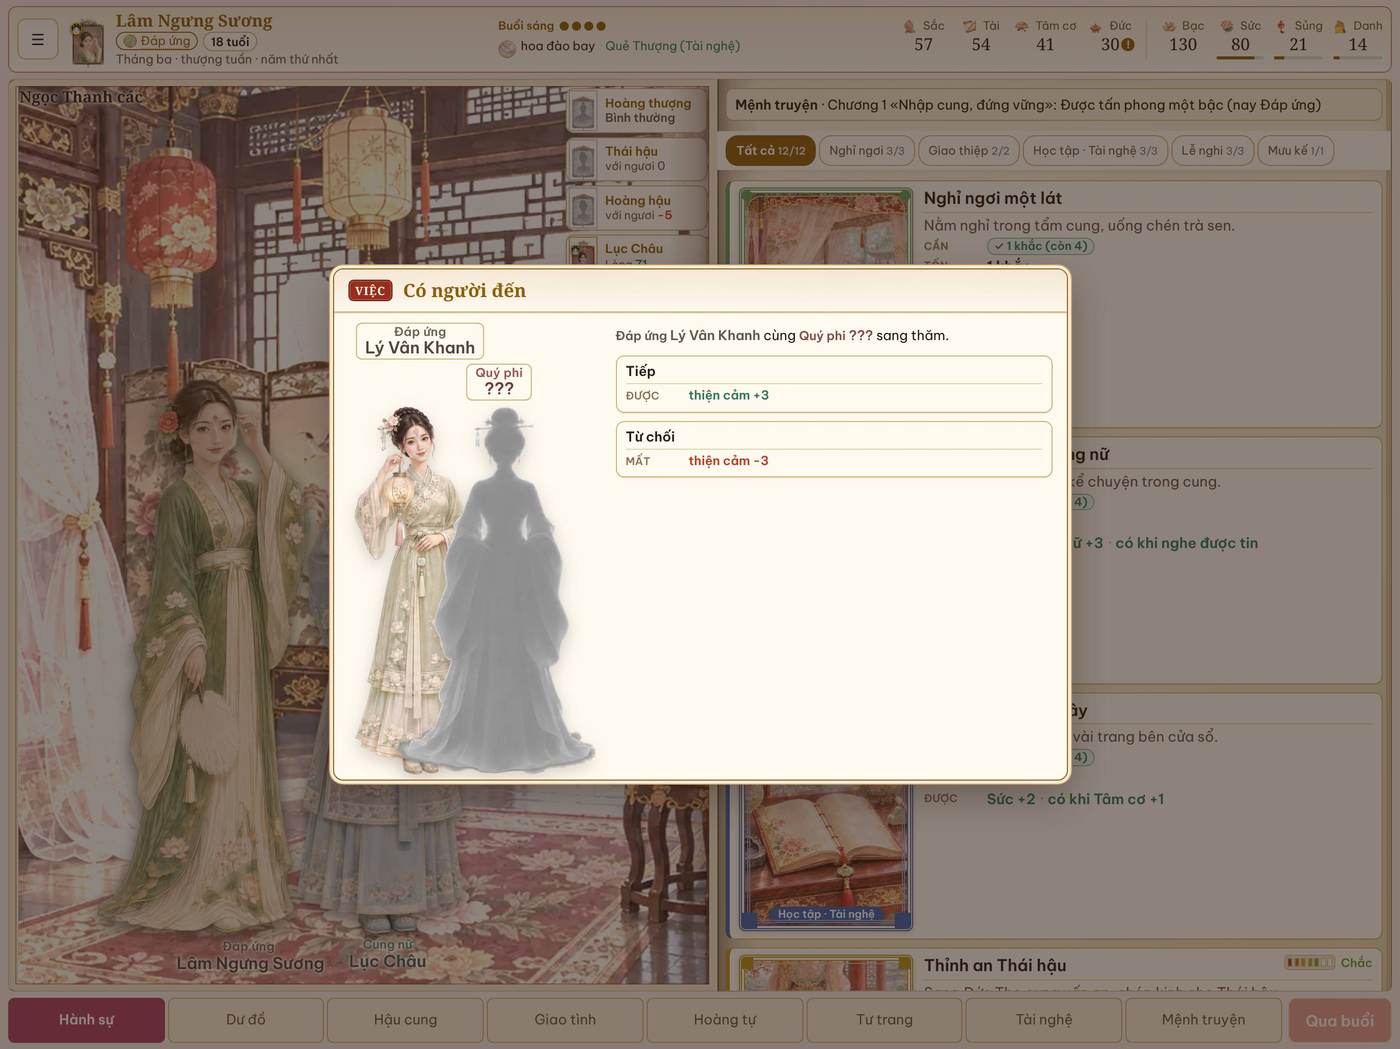 ☰
Lâm Ngưng Sương
Đáp ứng 18 tuổi
Tháng ba · thượng tuần · năm thứ nhất
Buổi sáng
hoa đào bay Quẻ Thượng (Tài nghệ)
Sắc 57
Tài 54
Tâm cơ 41
Đức 30 !
Bạc 130
Sức 80
Sủng 21
Danh 14
Ngọc Thanh các
Hoàng thượng
Bình thường
Thái hậu
với ngươi 0
Hoàng hậu
với ngươi -5
Lục Châu
Mệnh truyện · Chương 1 «Nhập cung, đứng vững»: Được tấn phong một bậc (nay Đáp ứng)
Tất cả 12/12
Nghỉ ngơi 3/3
Giao thiệp 2/2
Học tập · Tài nghệ 3/3
Lễ nghi 3/3
Mưu kế 1/1
Nghỉ ngơi một lát
Nằm nghỉ trong tẩm cung, uống chén trà sen.
CẦN ✓ 1 khắc (còn 4)
VIỆC Có người đến
Đáp ứng
Lý Vân Khanh
Quý phi
???
Đáp ứng Lý Vân Khanh cùng Quý phi ??? sang thăm.
Tiếp
ĐƯỢC thiện cảm +3
Từ chối
MẤT thiện cảm -3
nữ
chuyện trong cung.
4)
+3 · có khi nghe được tin
vài trang bên cửa sổ.
4)
ĐƯỢC Sức +2 · có khi Tâm cơ +1
Học tập · Tài nghệ
Thỉnh an Thái hậu
Chắc
Đáp ứng
Lâm Ngưng Sương
Cung nữ
Lục Châu
Hành sự
Dư đồ
Hậu cung
Giao tình
Hoàng tự
Tư trang
Tài nghệ
Mệnh truyện
Qua buổi